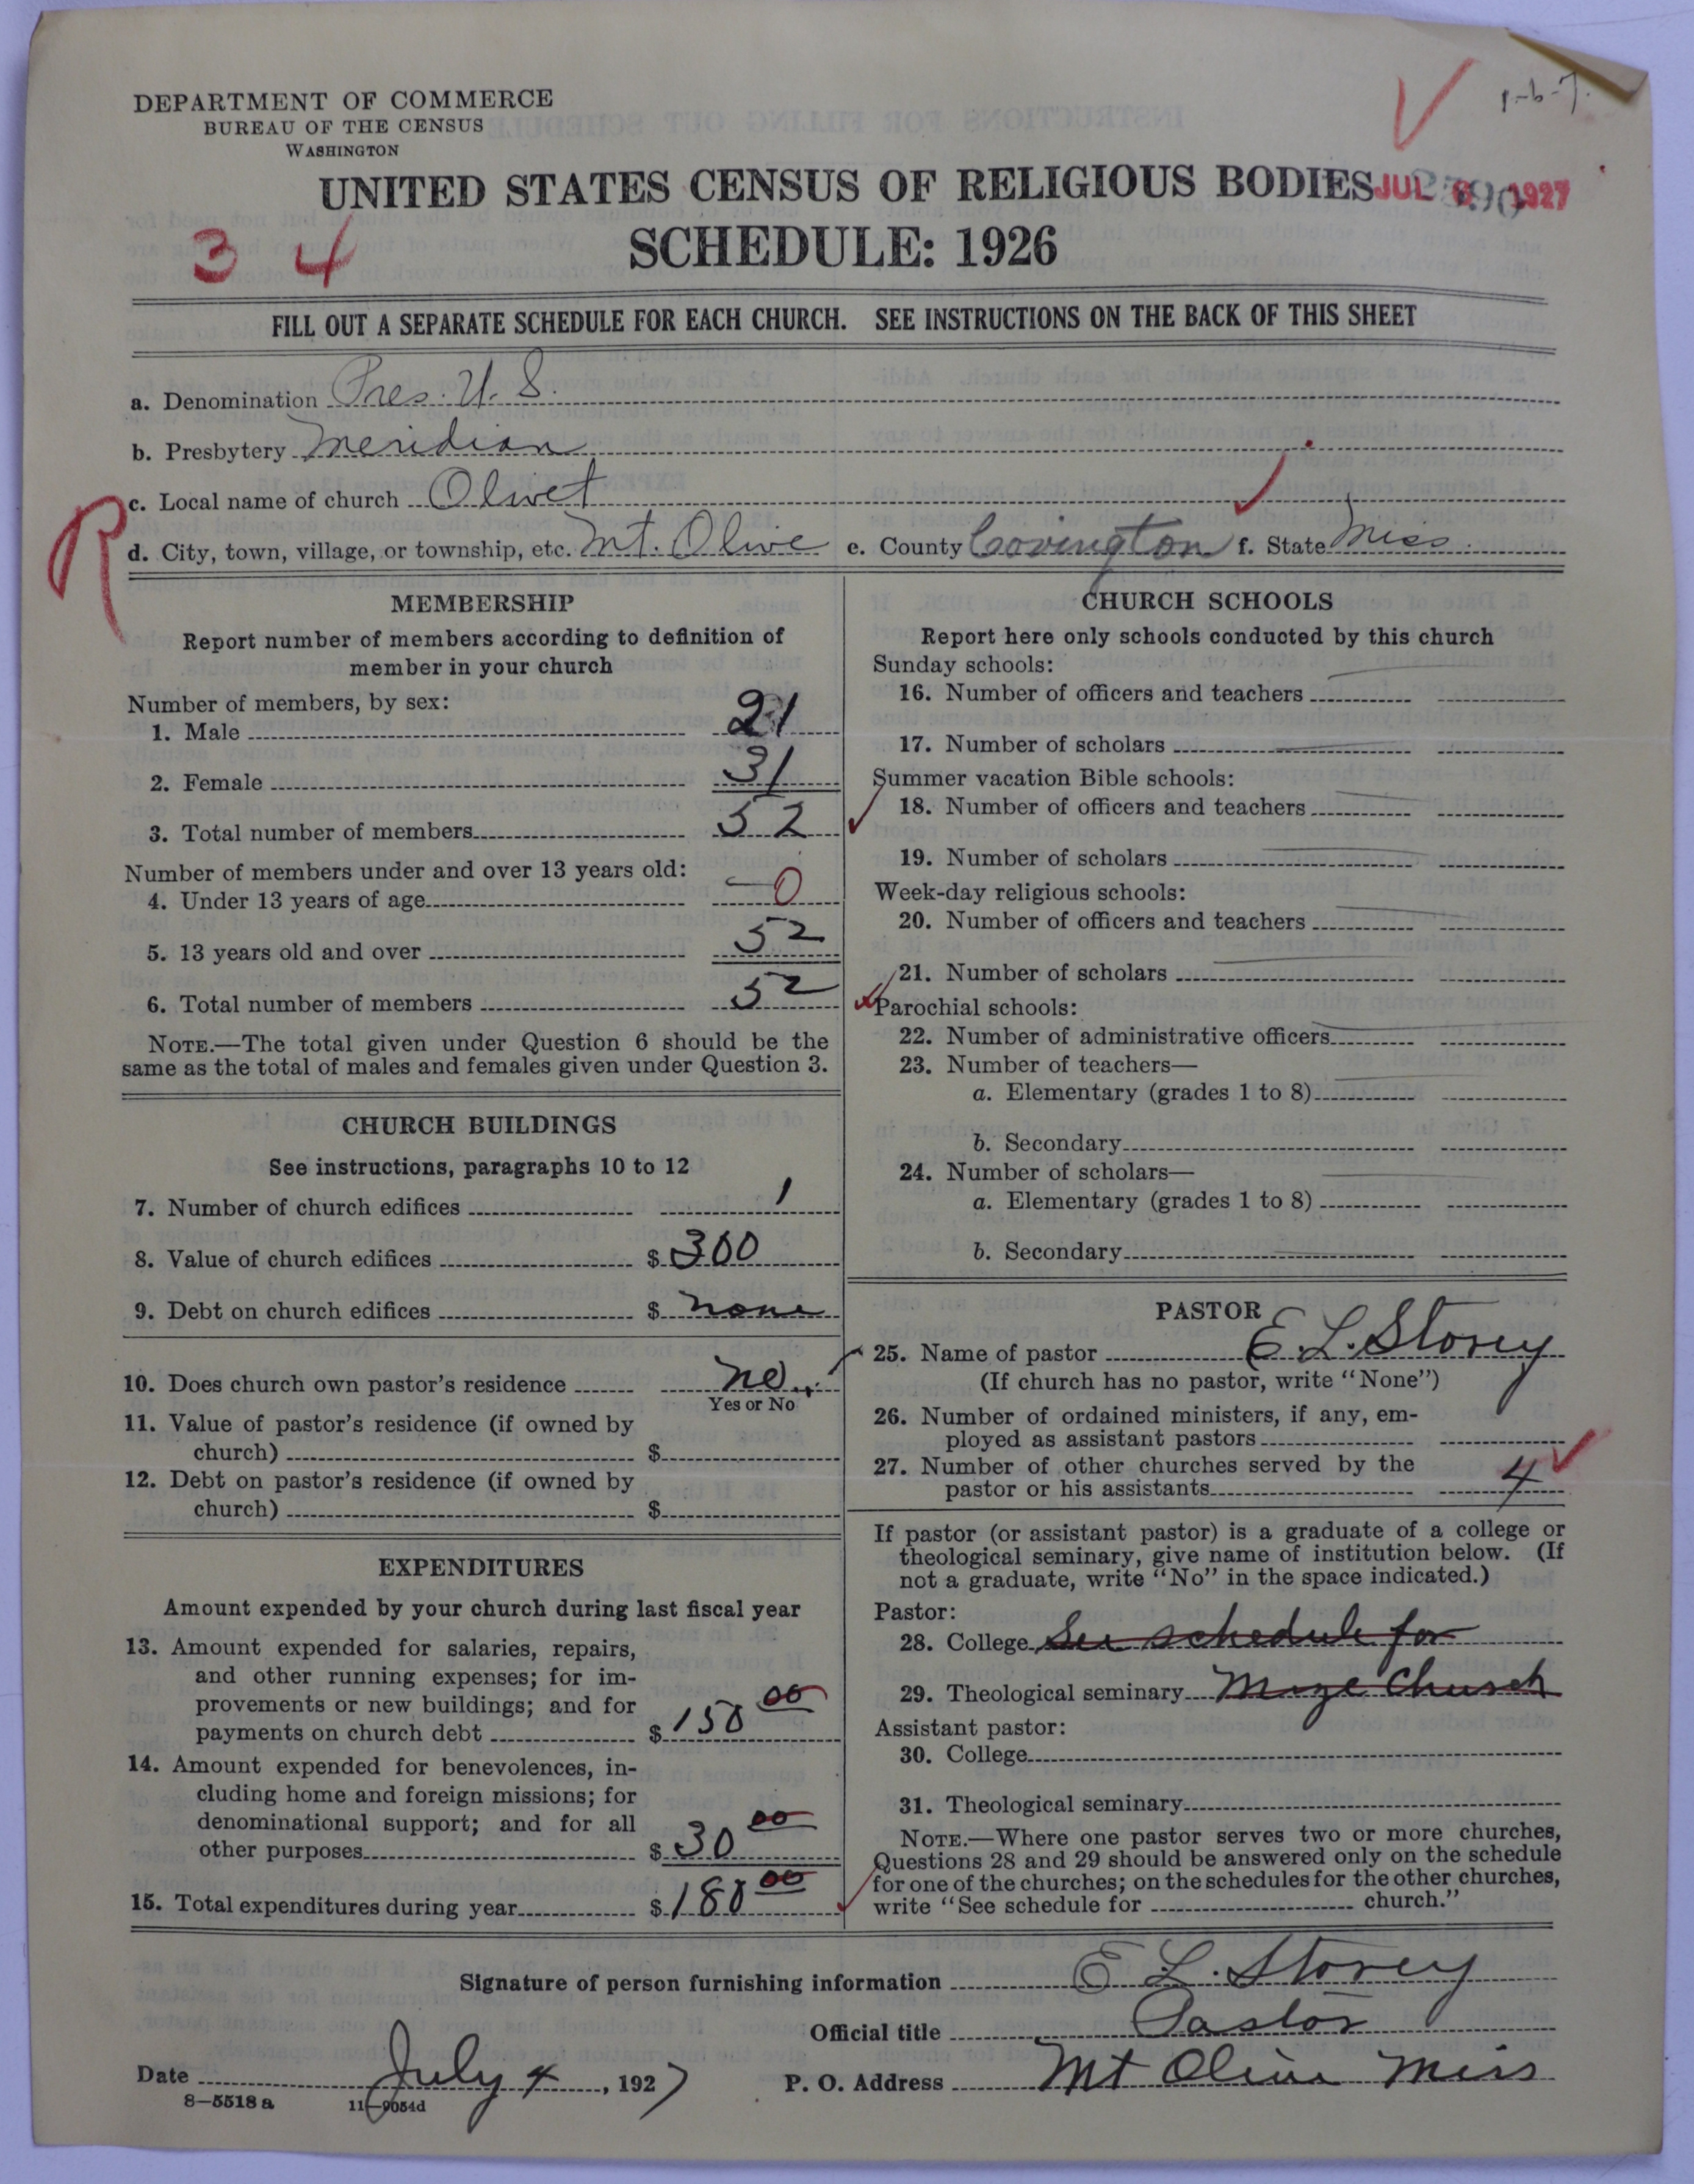 DEPARTMENT OF COMMERCE
BUREAU OF THE CENSUS
WASHINGTON
UNITED STATES CENSUS OF RELIGIOUS BODIES
JUL 1927
3 4
SCHEDULE: 1926
FILL OUT A SEPARATE SCHEDULE FOR EACH CHURCH. SEE INSTRUCTIONS ON THE BACK OF THIS SHEET
a. Denomination Pres. U. S.
b. Presbytery Meridian
c. Local name of church Olivet
R
d. City, town, village, or township, etc. Mt. Olive e. County Covington f. State Miss
MEMBERSHIP
Report number of members according to definition of
member in your church
Number of members, by sex:
1. Male 21
2. Female 31
3. Total number of members 52
Number of members under and over 13 years old:
4. Under 13 years of age 0
5. 13 years old and over 52
6. Total number of members 52
NOTE.—The total given under Question 6 should be the
same as the total of males and females given under Question 3.
CHURCH BUILDINGS
See instructions, paragraphs 10 to 12
7. Number of church edifices 1
8. Value of church edifices $ 300
9. Debt on church edifices $ none
10. Does church own pastor's residence no
Yes or No
11. Value of pastor's residence (if owned by
church) $
12. Debt on pastor's residence (if owned by
church) $
EXPENDITURES
Amount expended by your church during last fiscal year
13. Amount expended for salaries, repairs,
and other running expenses; for im-
provements or new buildings; and for
payments on church debt $ 150 00
14. Amount expended for benevolences, in-
cluding home and foreign missions; for
denominational support; and for all
other purposes $ 30 00
15. Total expenditures during year $ 180 00
CHURCH SCHOOLS
Report here only schools conducted by this church
Sunday schools:
16. Number of officers and teachers
17. Number of scholars
Summer vacation Bible schools:
18. Number of officers and teachers
19. Number of scholars
Week-day religious schools:
20. Number of officers and teachers
21. Number of scholars
Parochial schools:
22. Number of administrative officers
23. Number of teachers—
a. Elementary (grades 1 to 8)
b. Secondary
24. Number of scholars—
a. Elementary (grades 1 to 8)
b. Secondary
PASTOR
25. Name of pastor E. L. Storey
(If church has no pastor, write "None")
26. Number of ordained ministers, if any, em-
ployed as assistant pastors
27. Number of other churches served by the
pastor or his assistants 4
If pastor (or assistant pastor) is a graduate of a college or
theological seminary, give name of institution below. (If
not a graduate, write "No" in the space indicated.)
Pastor:
28. College See schedule for
29. Theological seminary Mize Church
Assistant pastor:
30. College
31. Theological seminary
NOTE.—Where one pastor serves two or more churches,
Questions 28 and 29 should be answered only on the schedule
for one of the churches; on the schedules for the other churches,
write "See schedule for church."
Signature of person furnishing information E L. Storey
Official title Pastor
Date July 4, 1927 P. O. Address Mt Olive Miss
8—5518 a 11—9054d